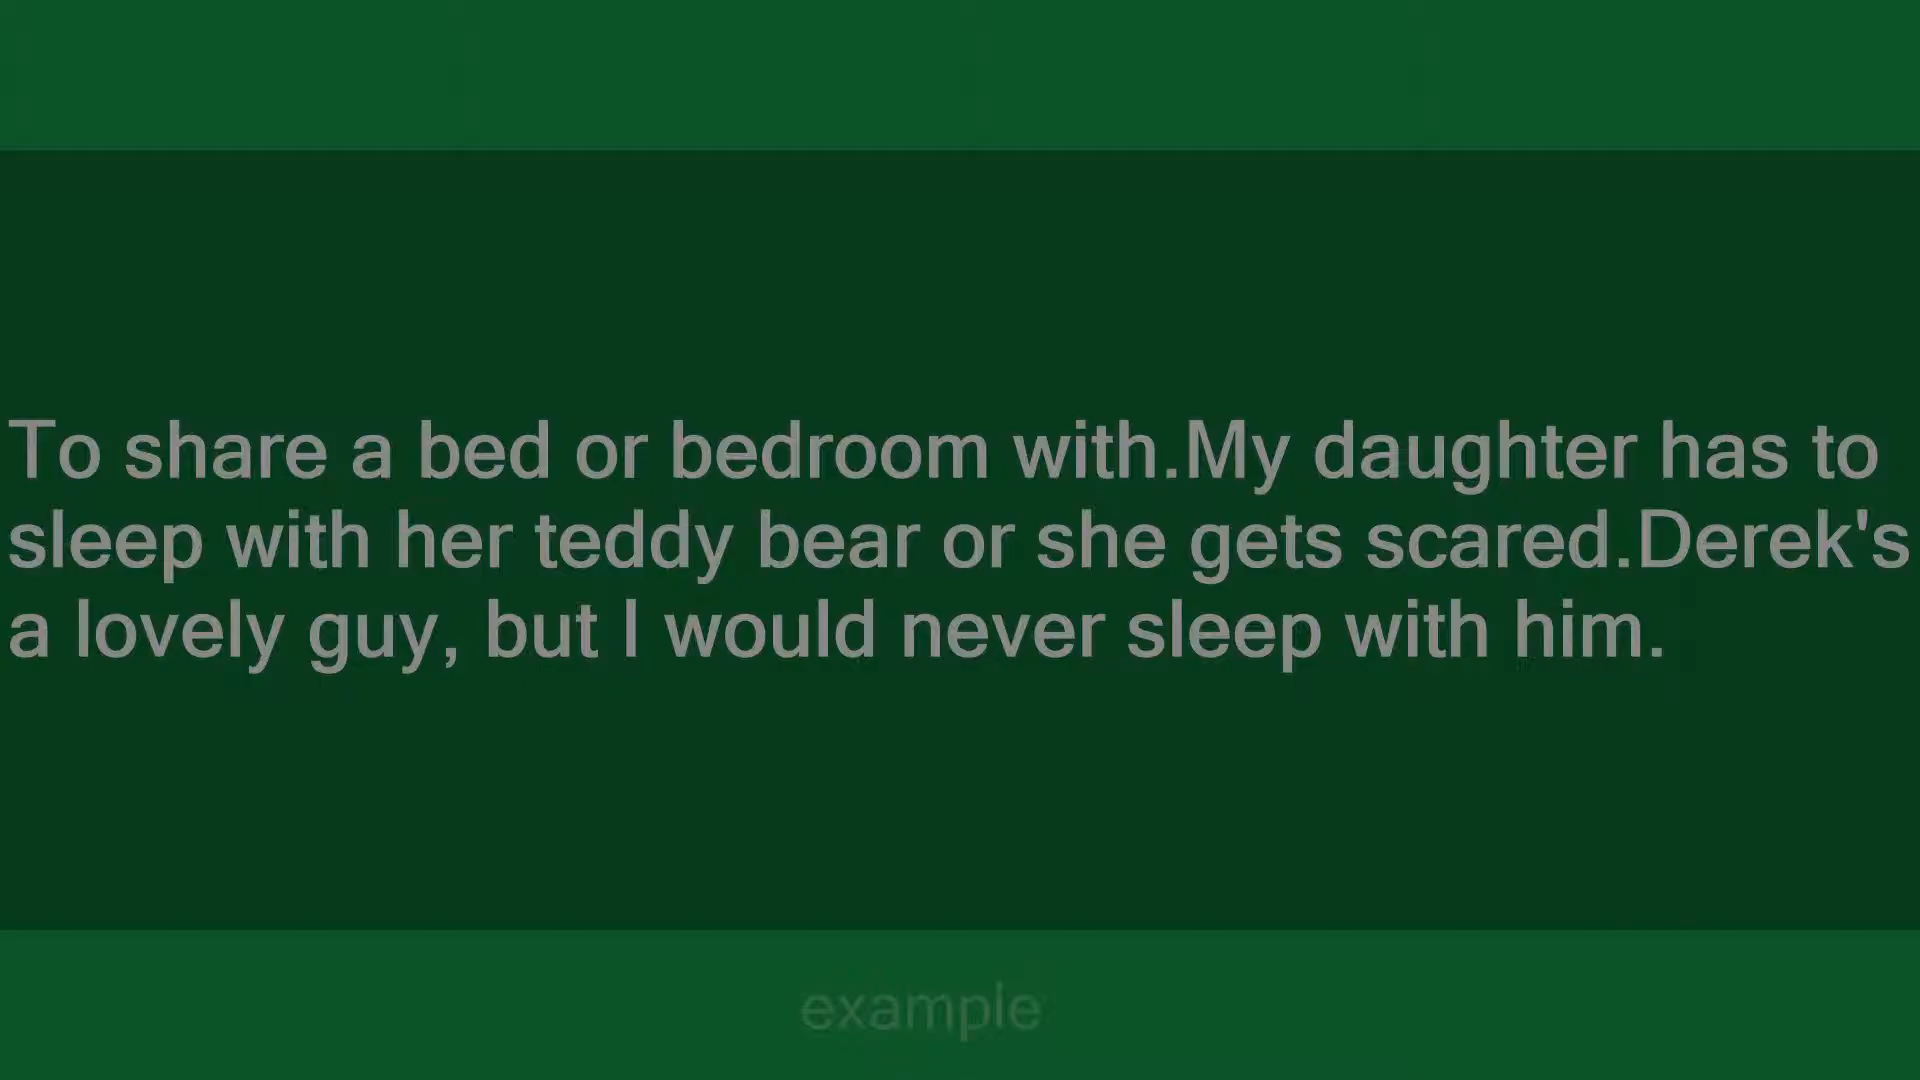 To share a bed or bedroom with.My daughter has to
sleep with her teddy bear or she gets scared.Derek's
a lovely guy, but I would never sleep with him.
example